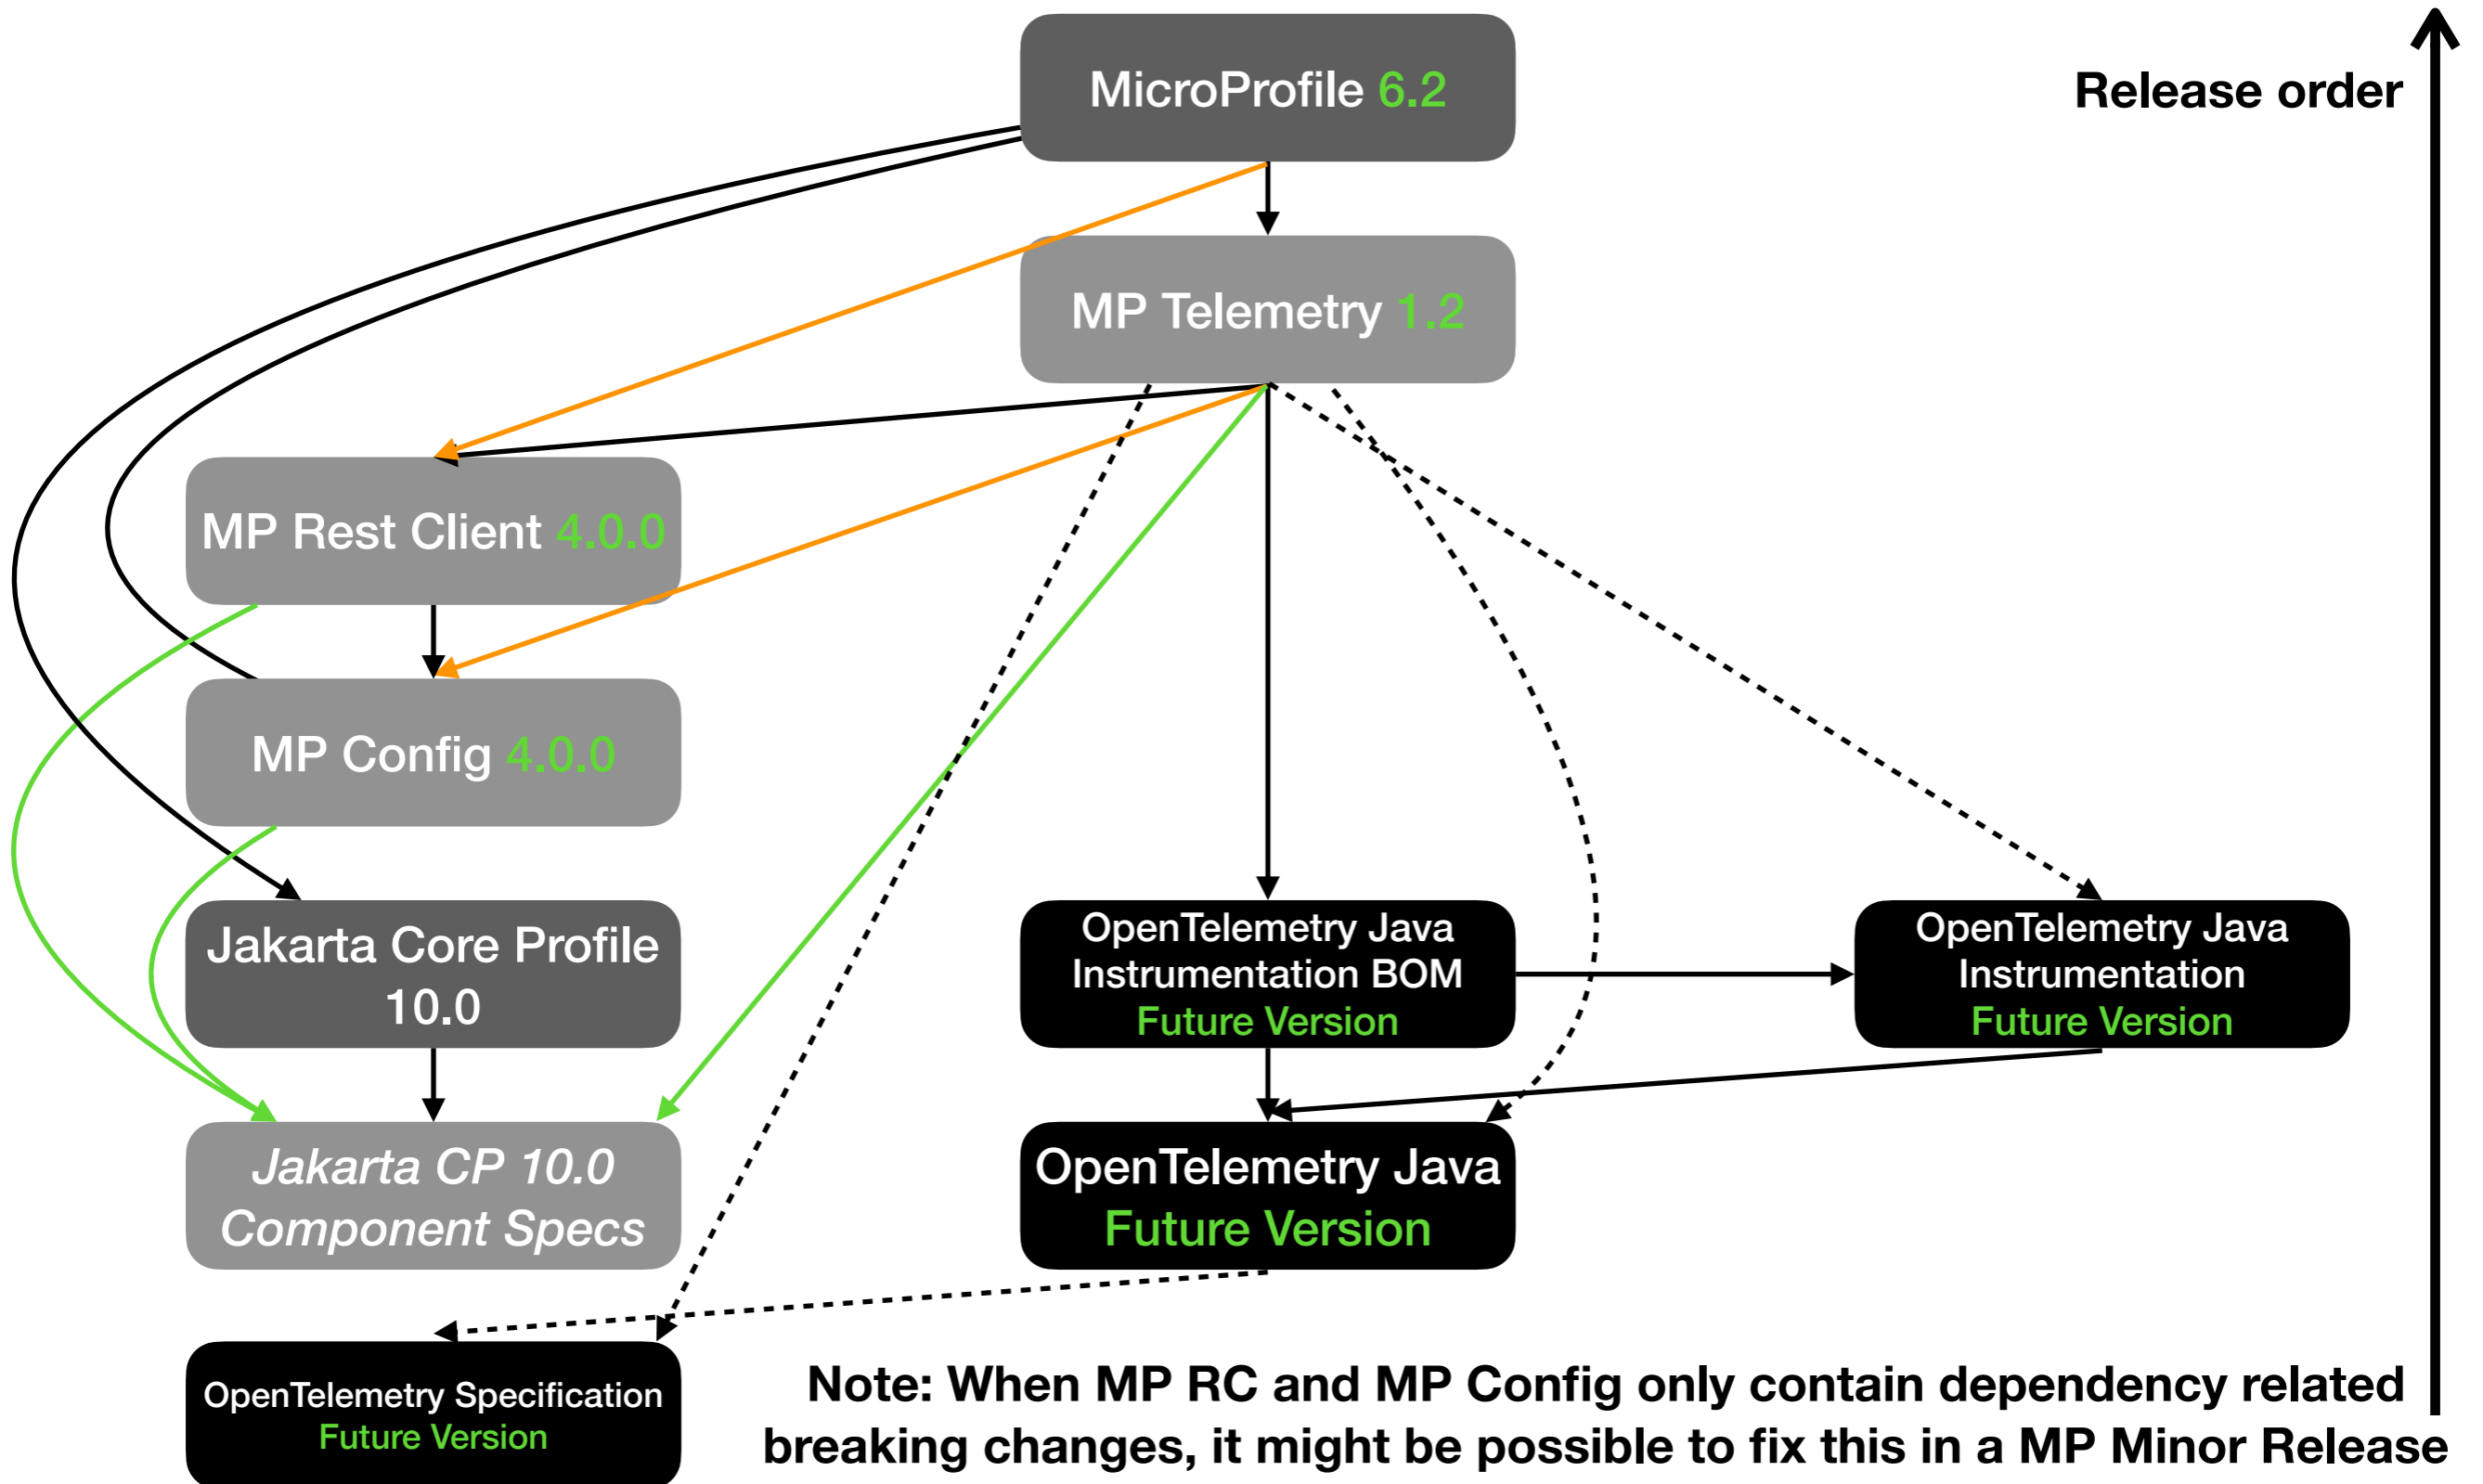 MicroProfile 6.2
Release order
MP Telemetry 1.2
MP Rest Client 4.0.0
MP Config 4.0.0
Jakarta Core Profile
10.0
OpenTelemetry Java
Instrumentation BOM
Future Version
OpenTelemetry Java
Instrumentation
Future Version
Jakarta CP 10.0
Component Specs
OpenTelemetry Java
Future Version
OpenTelemetry Specification
Future Version
Note: When MP RC and MP Config only contain dependency related
breaking changes, it might be possible to fix this in a MP Minor Release